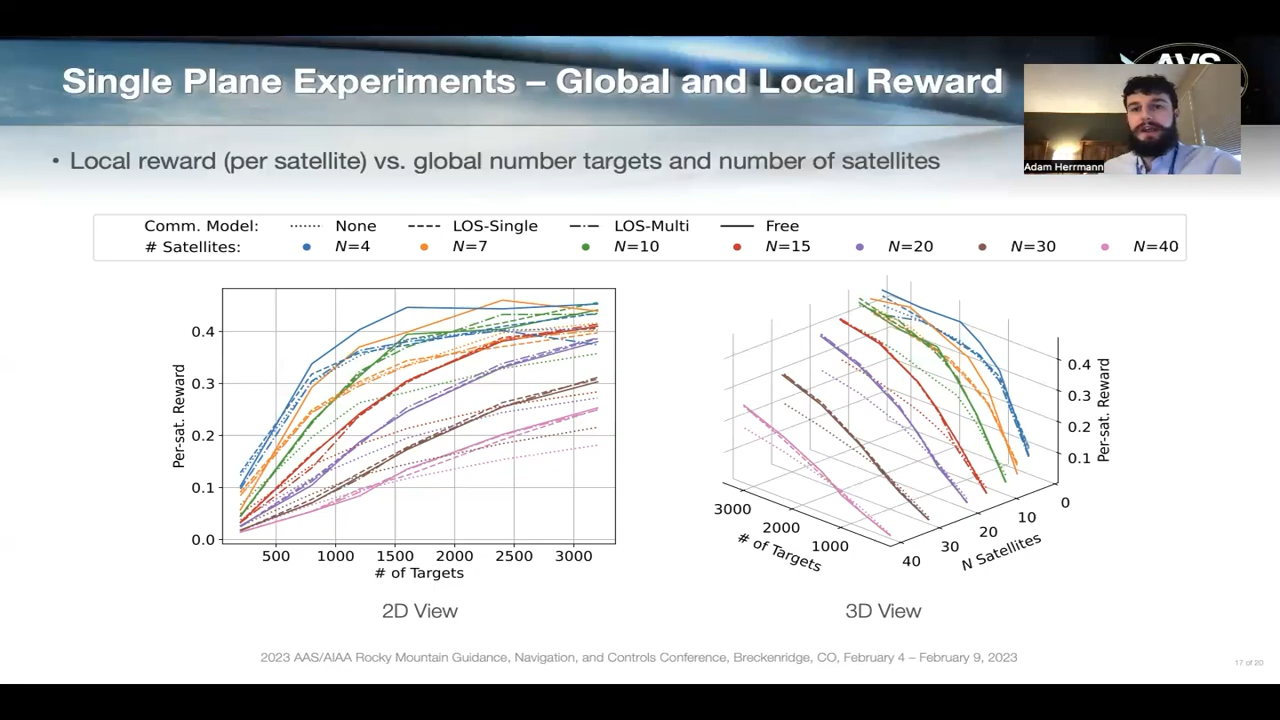 AVS
Single Plane Experiments – Global and Local Reward
Adam Herrmann
• Local reward (per satellite) vs. global number targets and number of satellites
Comm. Model: None LOS-Single LOS-Multi Free
# Satellites: N=4 N=7 N=10 N=15 N=20 N=30 N=40
Per-sat. Reward
0.4
0.3
0.2
0.1
0.0
500 1000 1500 2000 2500 3000
# of Targets
2D View
0.4
0.3
0.2
0.1
Per-sat. Reward
3000
2000
1000
# of Targets
40
30
20
10
0
N Satellites
3D View
2023 AAS/AIAA Rocky Mountain Guidance, Navigation, and Controls Conference, Breckenridge, CO, February 4 – February 9, 2023
17 of 20